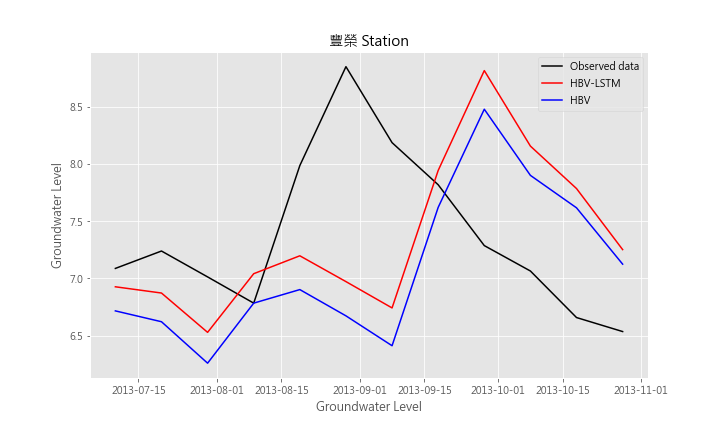 豐榮 Station
Observed data
HBV-LSTM
HBV
Groundwater Level
8.5
8.0
7.5
7.0
6.5
2013-07-15 2013-08-01 2013-08-15 2013-09-01 2013-09-15 2013-10-01 2013-10-15 2013-11-01
Groundwater Level